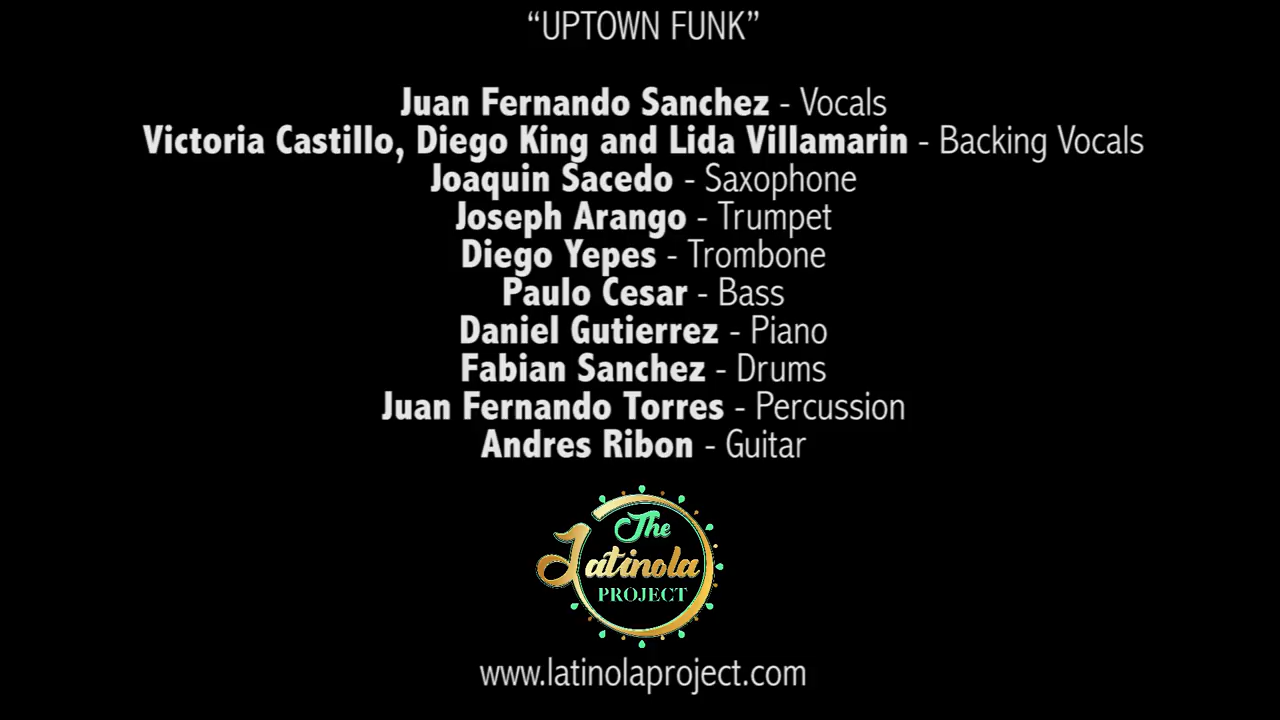 “UPTOWN FUNK”
Juan Fernando Sanchez - Vocals
Victoria Castillo, Diego King and Lida Villamarin - Backing Vocals
Joaquin Sacedo - Saxophone
Joseph Arango - Trumpet
Diego Yepes - Trombone
Paulo Cesar - Bass
Daniel Gutierrez - Piano
Fabian Sanchez - Drums
Juan Fernando Torres - Percussion
Andres Ribon - Guitar
The
Latinola
PROJECT
www.latinolaproject.com